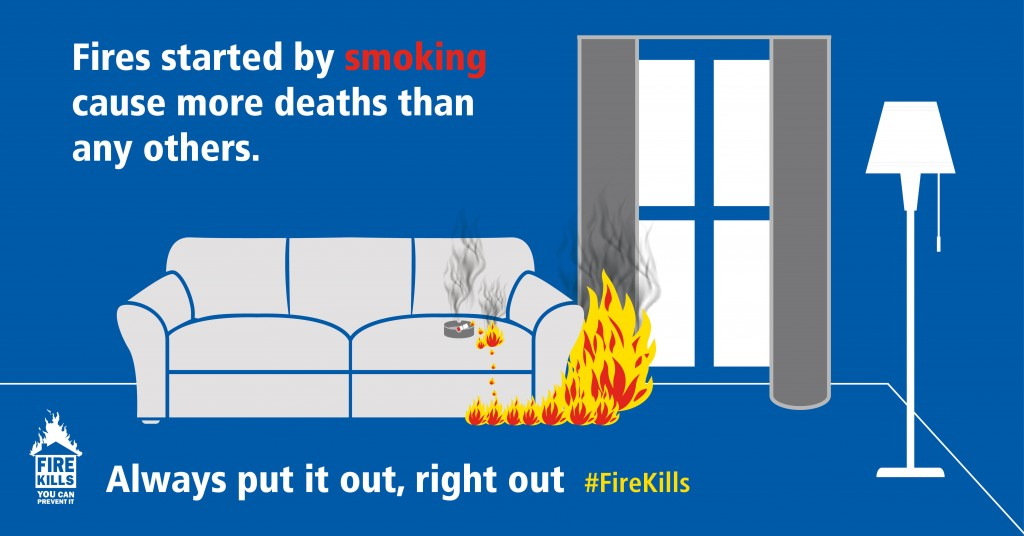 Fires started by smoking
cause more deaths than
any others.
FIRE
KILLS
YOU CAN
PREVENT IT
Always put it out, right out #FireKills